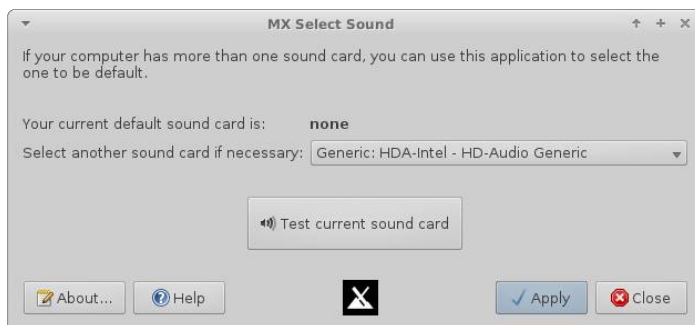 MX Select Sound
If your computer has more than one sound card, you can use this application to select the
one to be default.
Your current default sound card is: none
Select another sound card if necessary: Generic: HDA-Intel - HD-Audio Generic
Test current sound card
About... Help Apply Close